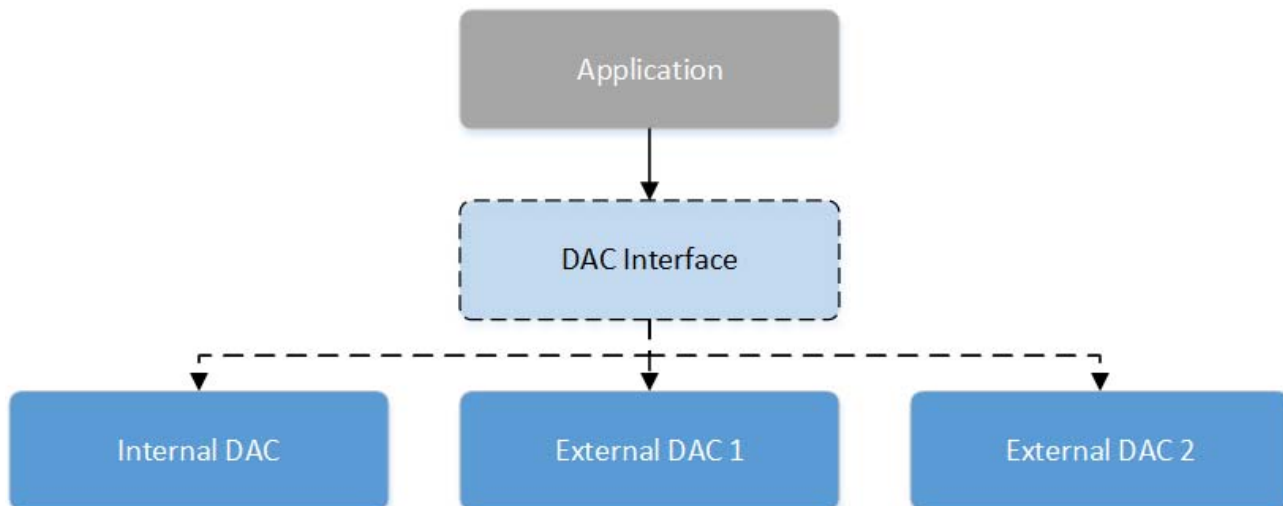 Application
DAC Interface
Internal DAC
External DAC 1
External DAC 2